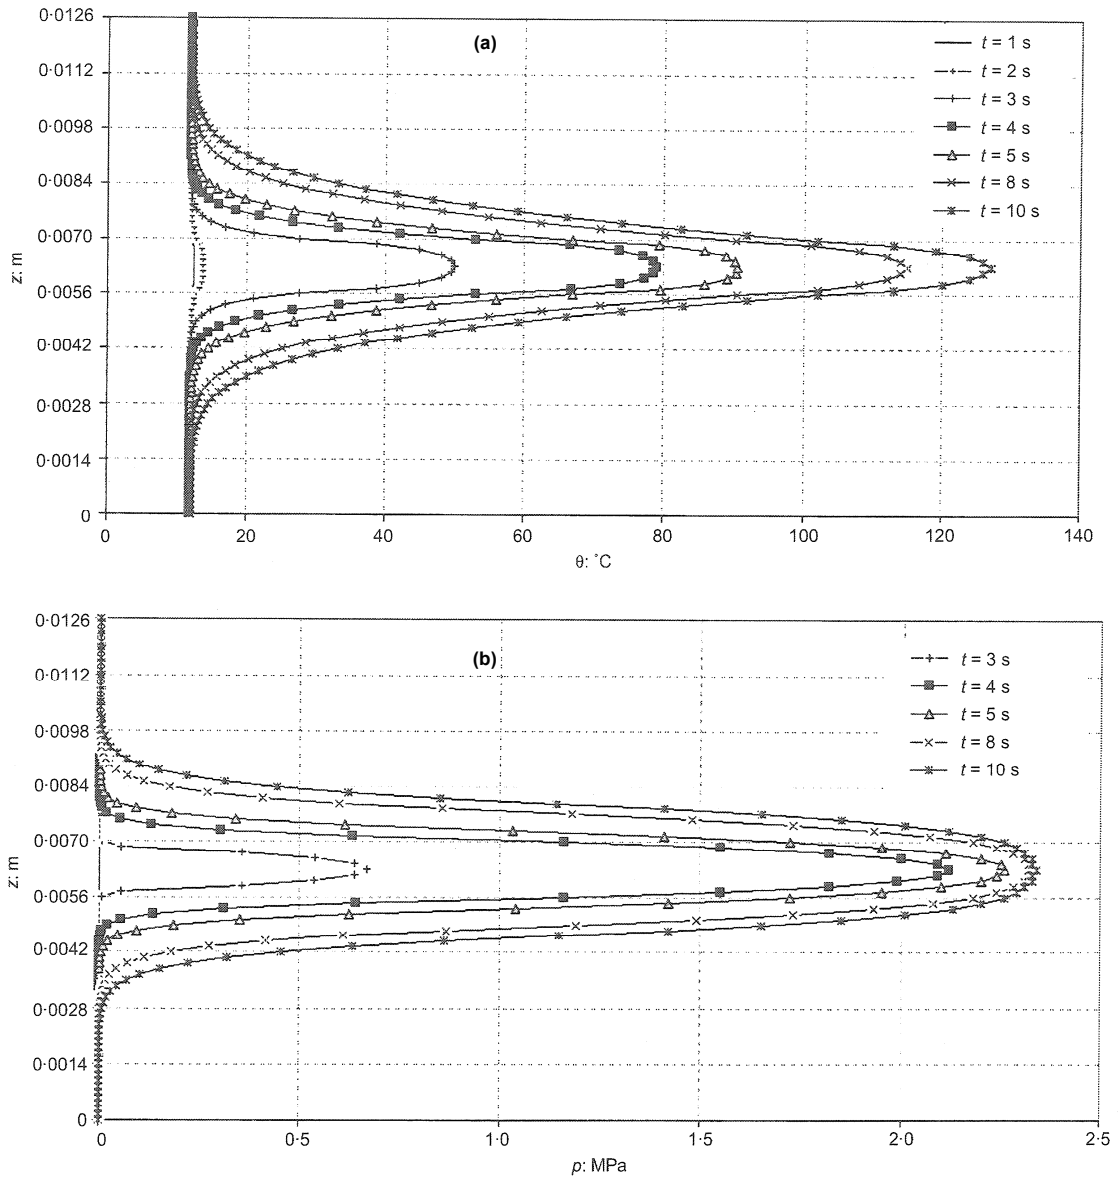 (a)
t = 1 s
t = 2 s
t = 3 s
t = 4 s
t = 5 s
t = 8 s
t = 10 s
0·0126
0·0112
0·0098
0·0084
0·0070
0·0056
0·0042
0·0028
0·0014
0
z: m
0 20 40 60 80 100 120 140
θ: ˚C
(b)
t = 3 s
t = 4 s
t = 5 s
t = 8 s
t = 10 s
0·0126
0·0112
0·0098
0·0084
0·0070
0·0056
0·0042
0·0028
0·0014
0
z: m
0 0·5 1·0 1·5 2·0 2·5
p: MPa